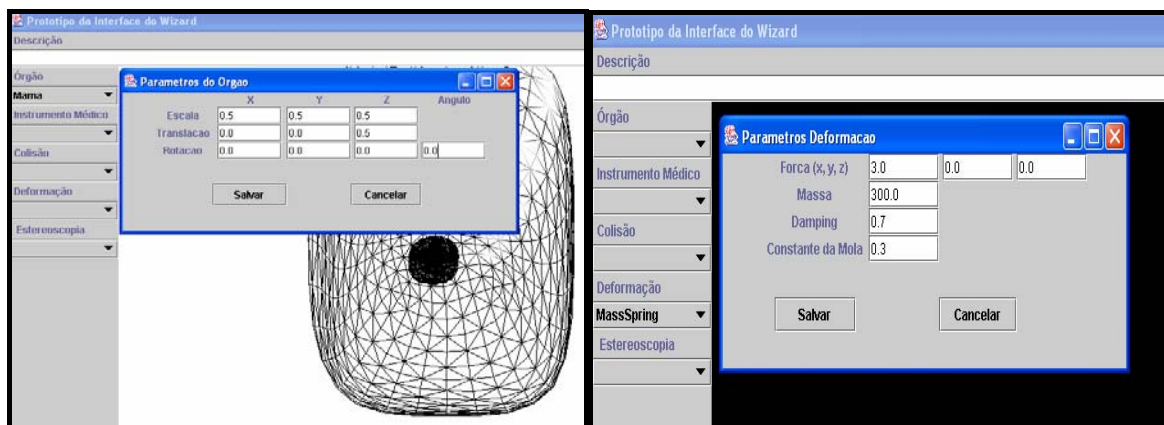 Prototipo da Interface do Wizard
Descrição
Órgão
Mama
Instrumento Médico
Colisão
Deformação
Estereoscopia
Parametros do Orgao
X Y Z Angulo
Escala 0.5 0.5 0.5
Translacao 0.0 0.0 0.5
Rotacao 0.0 0.0 0.0 0.0
Salvar Cancelar
Prototipo da Interface do Wizard
Descrição
Órgão
Instrumento Médico
Colisão
Deformação
MassSpring
Estereoscopia
Parametros Deformacao
Forca (x, y, z) 3.0 0.0 0.0
Massa 300.0
Damping 0.7
Constante da Mola 0.3
Salvar Cancelar